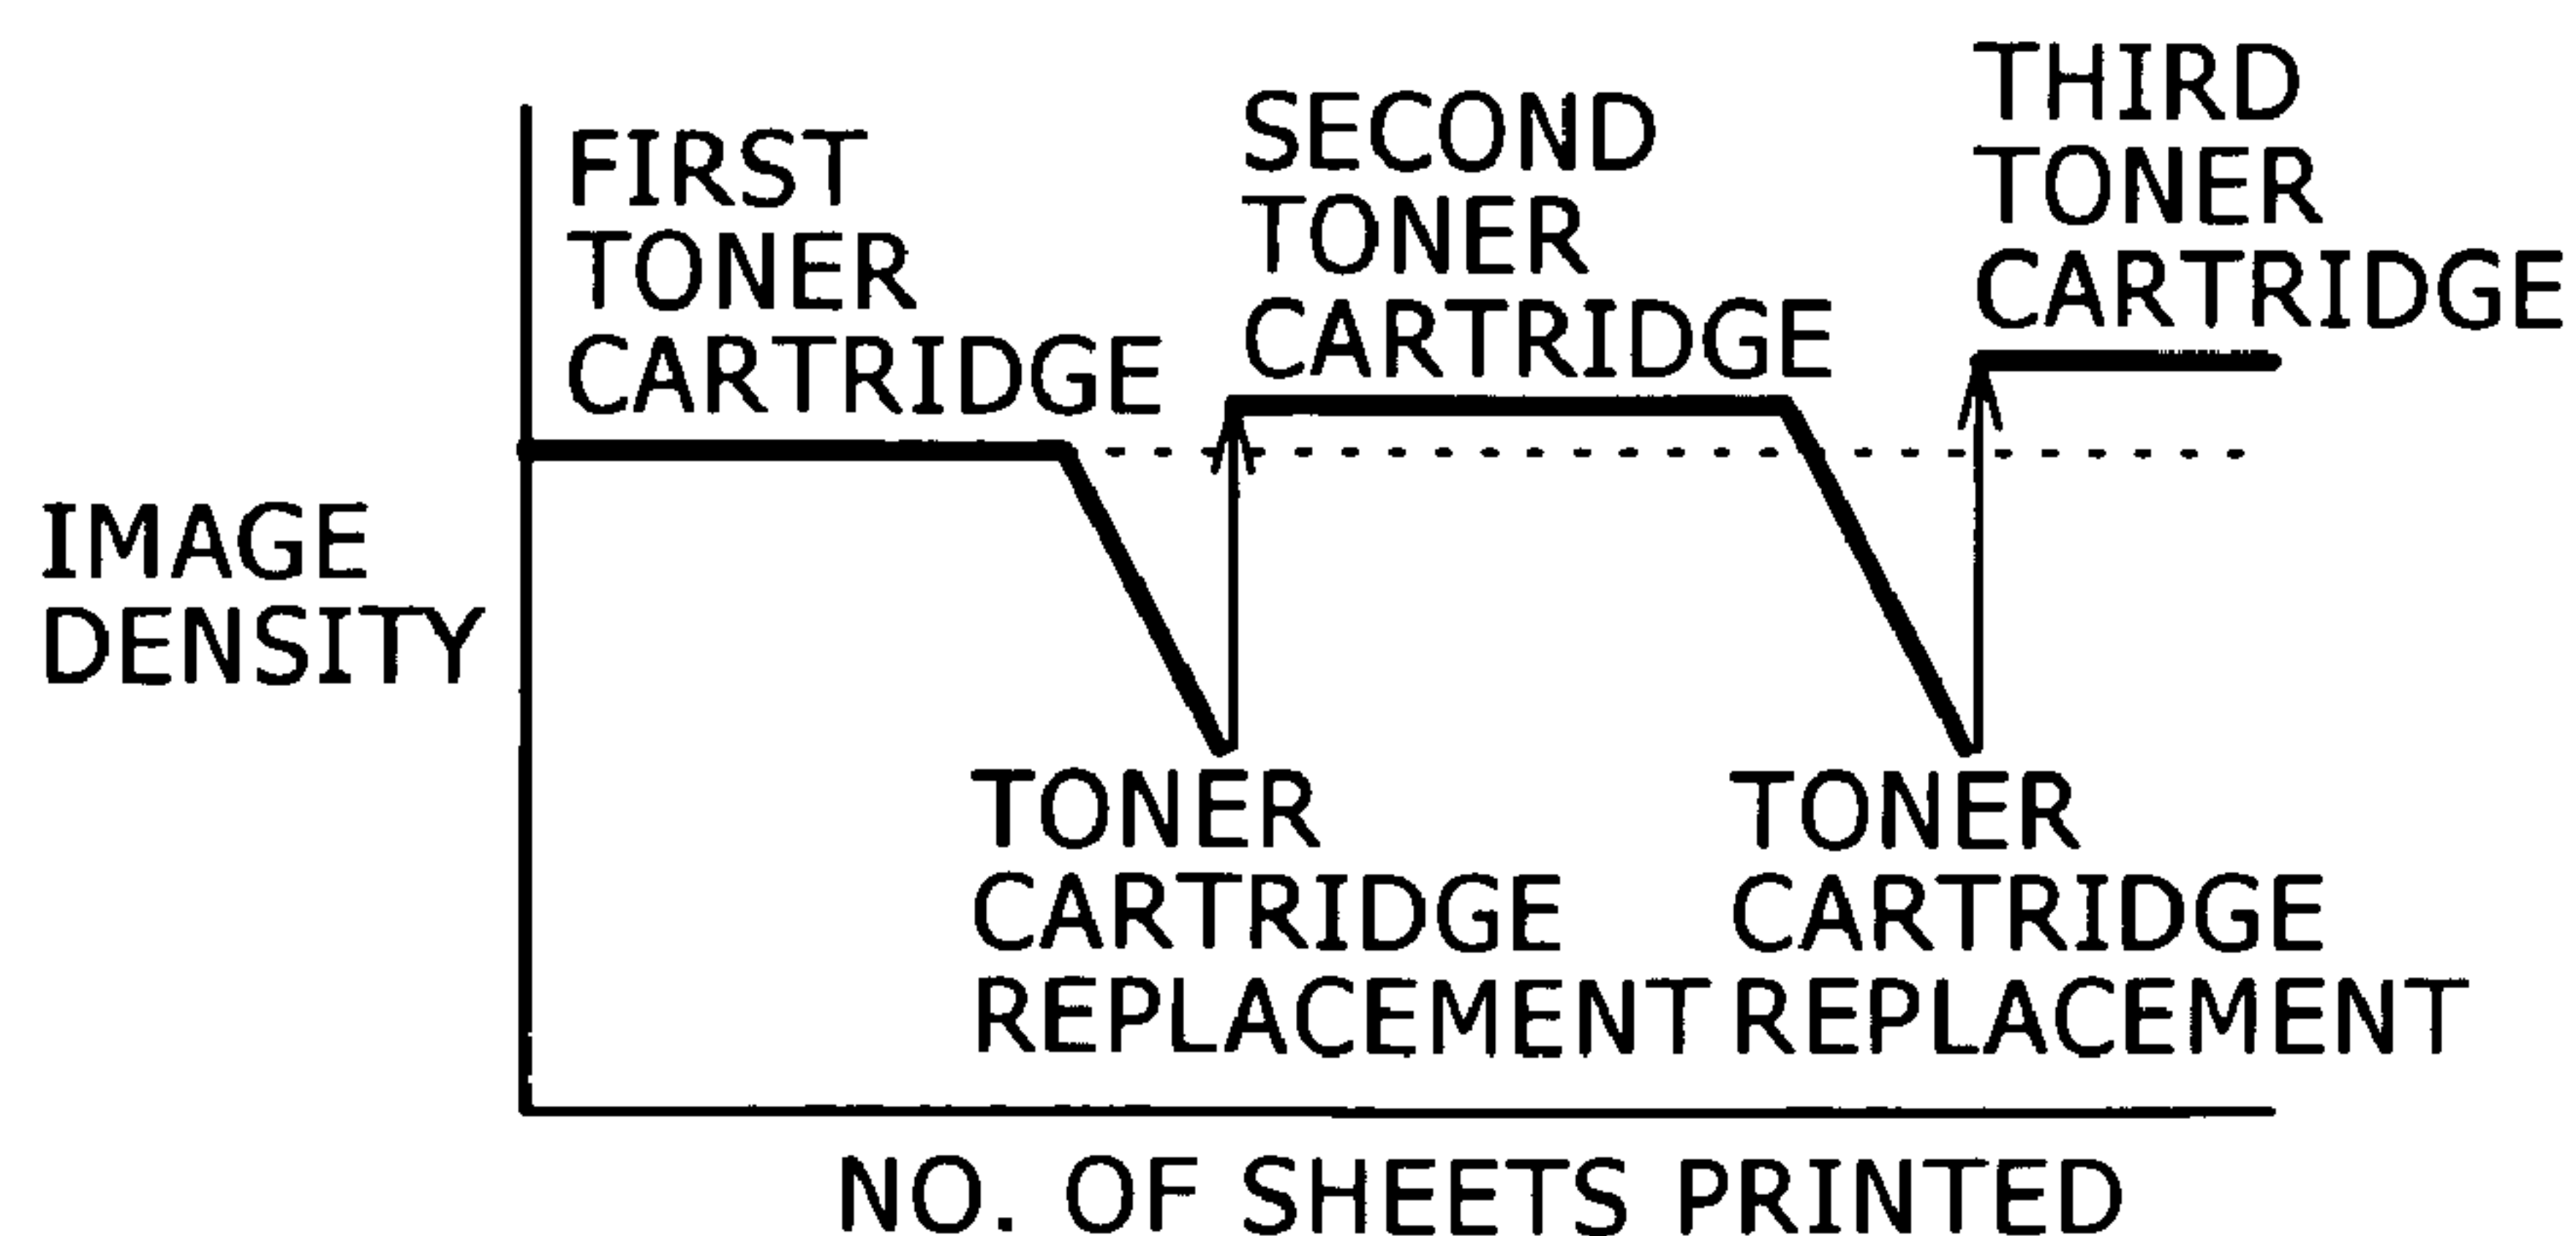 FIRST
TONER
CARTRIDGE
SECOND
TONER
CARTRIDGE
THIRD
TONER
CARTRIDGE
IMAGE
DENSITY
TONER
CARTRIDGE
REPLACEMENT
TONER
CARTRIDGE
REPLACEMENT
NO. OF SHEETS PRINTED